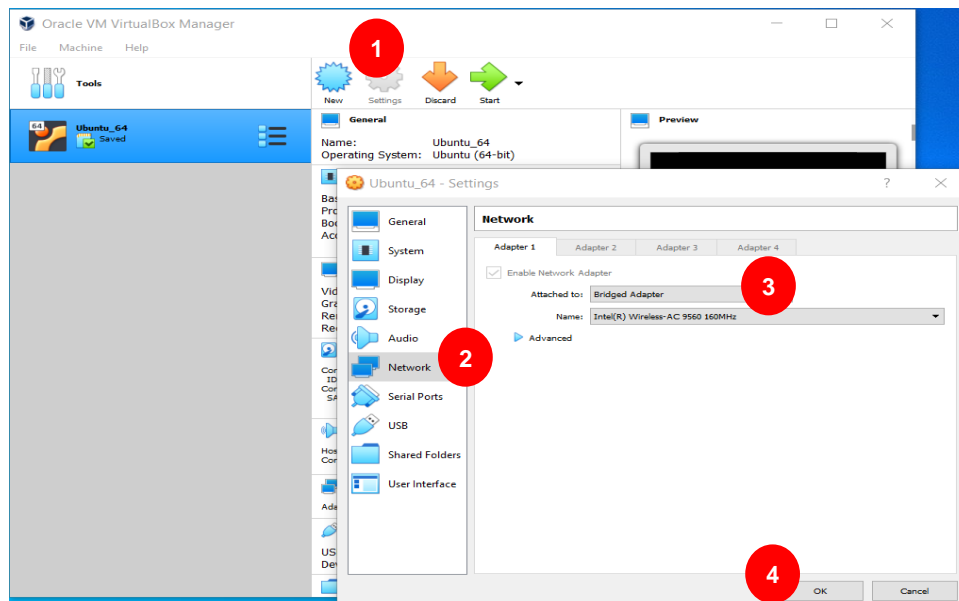 Oracle VM VirtualBox Manager
File Machine Help
1
Tools
New Settings Discard Start
64
Ubuntu_64
Saved
General
Name: Ubuntu_64
Operating System: Ubuntu (64-bit)
Preview
Ubuntu_64 - Settings
?
General
System
Display
Storage
Audio
Network
Serial Ports
USB
Shared Folders
User Interface
2
Network
Adapter 1 Adapter 2 Adapter 3 Adapter 4
Enable Network Adapter
Attached to: Bridged Adapter
3
Name: Intel(R) Wireless-AC 9560 160MHz
Advanced
4
OK Cancel